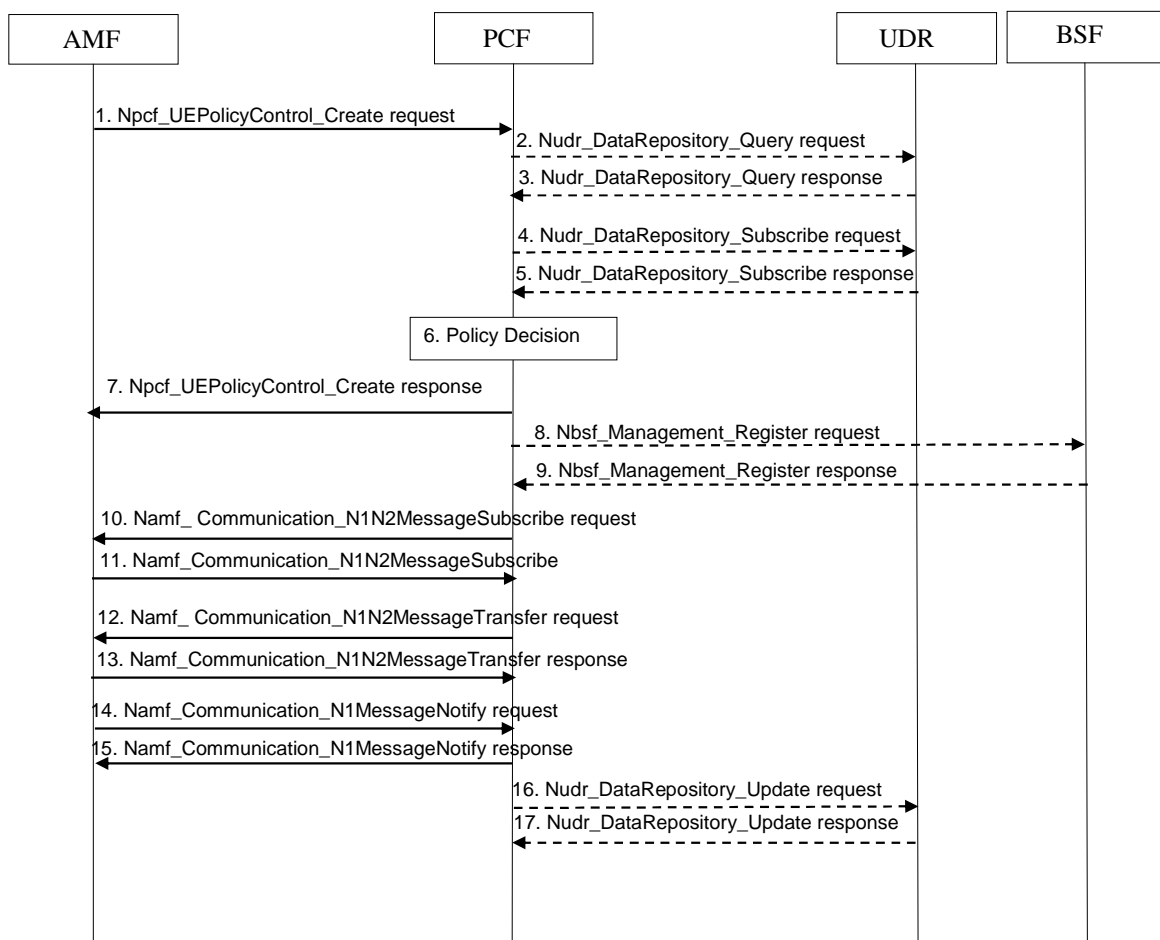 AMF
PCF
UDR
BSF
1. Npcf_UEPolicyControl_Create request
2. Nudr_DataRepository_Query request
3. Nudr_DataRepository_Query response
4. Nudr_DataRepository_Subscribe request
5. Nudr_DataRepository_Subscribe response
6. Policy Decision
7. Npcf_UEPolicyControl_Create response
8. Nbsf_Management_Register request
9. Nbsf_Management_Register response
10. Namf_ Communication_N1N2MessageSubscribe request
11. Namf_Communication_N1N2MessageSubscribe
12. Namf_ Communication_N1N2MessageTransfer request
13. Namf_Communication_N1N2MessageTransfer response
14. Namf_Communication_N1MessageNotify request
15. Namf_Communication_N1MessageNotify response
16. Nudr_DataRepository_Update request
17. Nudr_DataRepository_Update response